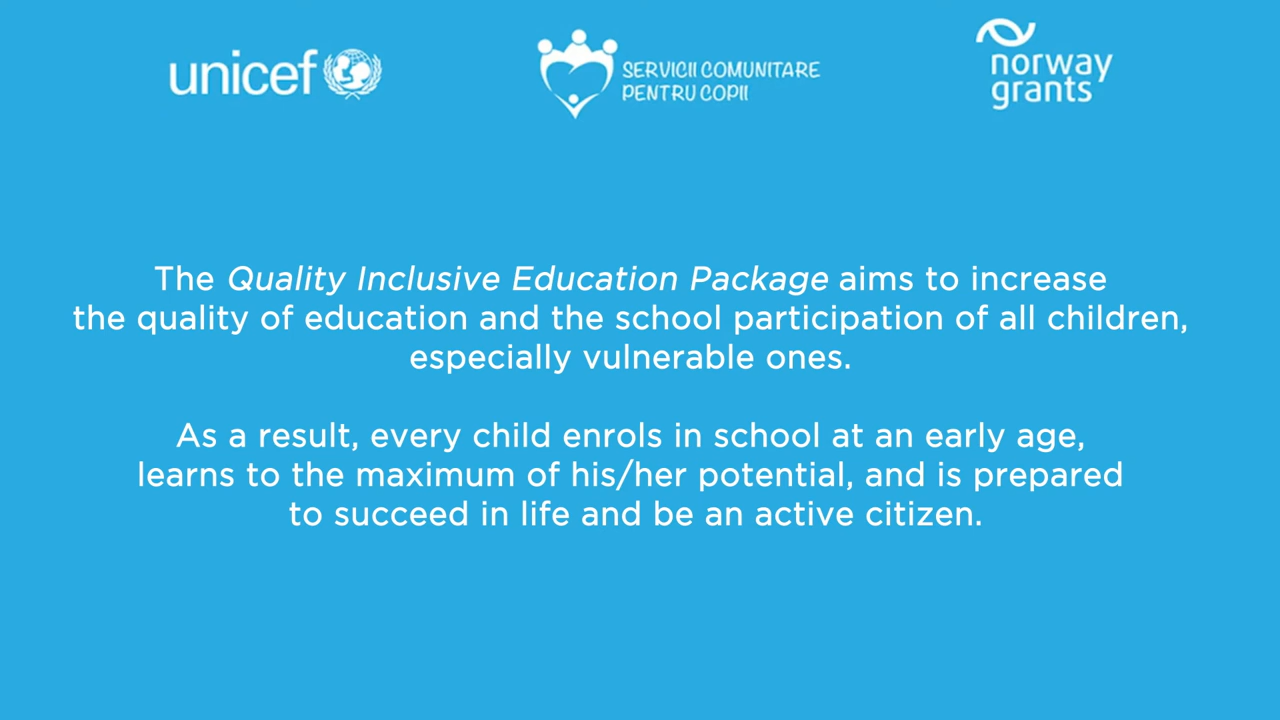 unicef
SERVICII COMUNITARE
PENTRU COPII
norway
grants
The Quality Inclusive Education Package aims to increase
the quality of education and the school participation of all children,
especially vulnerable ones.
As a result, every child enrols in school at an early age,
learns to the maximum of his/her potential, and is prepared
to succeed in life and be an active citizen.